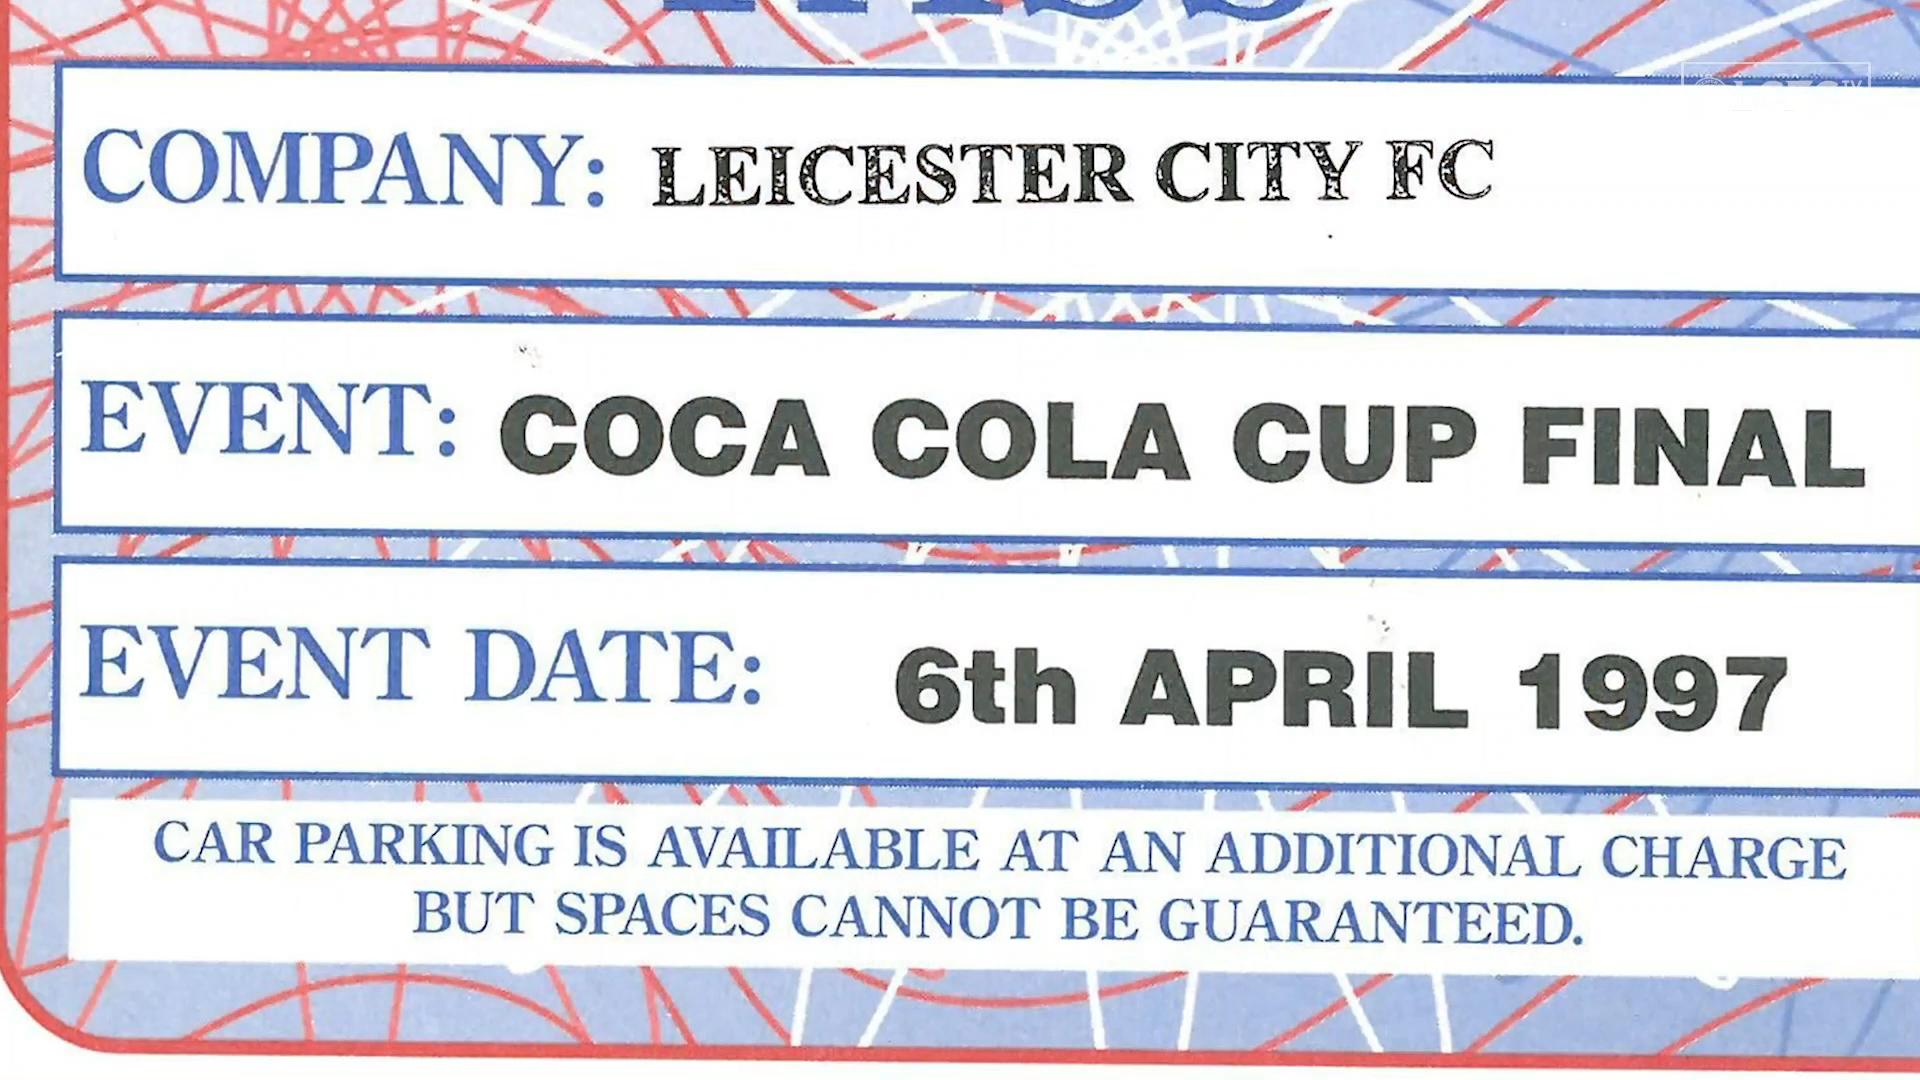 PASS
COMPANY: LEICESTER CITY FC
EVENT: COCA COLA CUP FINAL
EVENT DATE: 6th APRIL 1997
CAR PARKING IS AVAILABLE AT AN ADDITIONAL CHARGE
BUT SPACES CANNOT BE GUARANTEED.